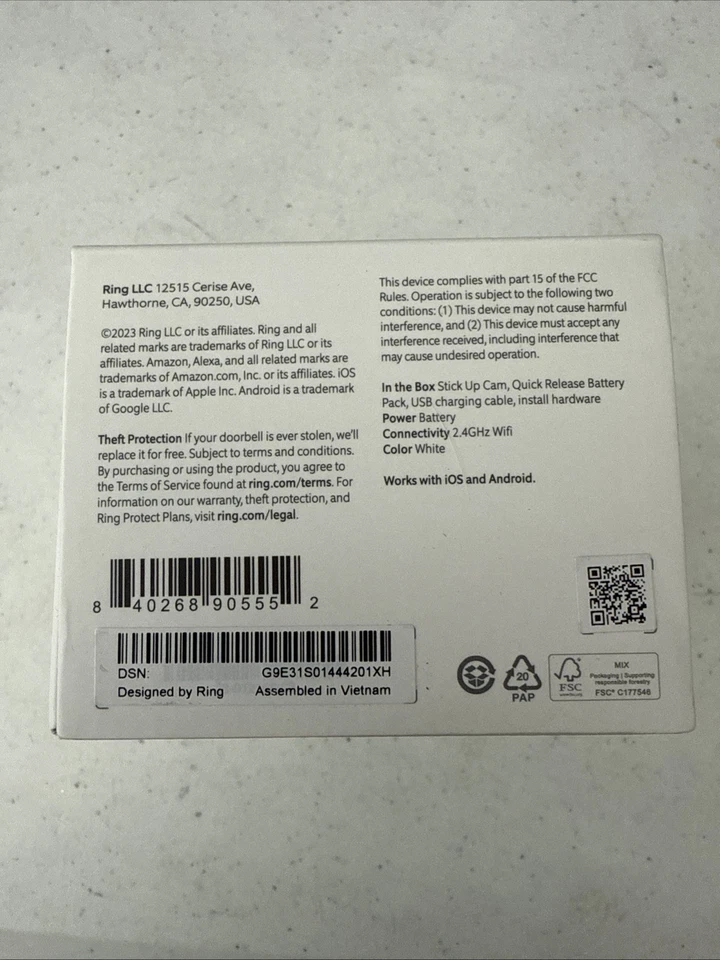 Ring LLC 12515 Cerise Ave,
Hawthorne, CA, 90250, USA
©2023 Ring LLC or its affiliates. Ring and all
related marks are trademarks of Ring LLC or its
affiliates. Amazon, Alexa, and all related marks are
trademarks of Amazon.com, Inc. or its affiliates. iOS
is a trademark of Apple Inc. Android is a trademark
of Google LLC.
Theft Protection If your doorbell is ever stolen, we'll
replace it for free. Subject to terms and conditions.
By purchasing or using the product, you agree to
the Terms of Service found at ring.com/terms. For
information on our warranty, theft protection, and
Ring Protect Plans, visit ring.com/legal.
This device complies with part 15 of the FCC
Rules. Operation is subject to the following two
conditions: (1) This device may not cause harmful
interference, and (2) This device must accept any
interference received, including interference that
may cause undesired operation.
In the Box Stick Up Cam, Quick Release Battery
Pack, USB charging cable, install hardware
Power Battery
Connectivity 2.4GHz Wifi
Color White
Works with iOS and Android.
8 40268 90555 2
DSN: G9E31S01444201XH
Designed by Ring Assembled in Vietnam
20
PAP
FSC
MIX
Packaging | Supporting
responsible forestry
FSC® C177546